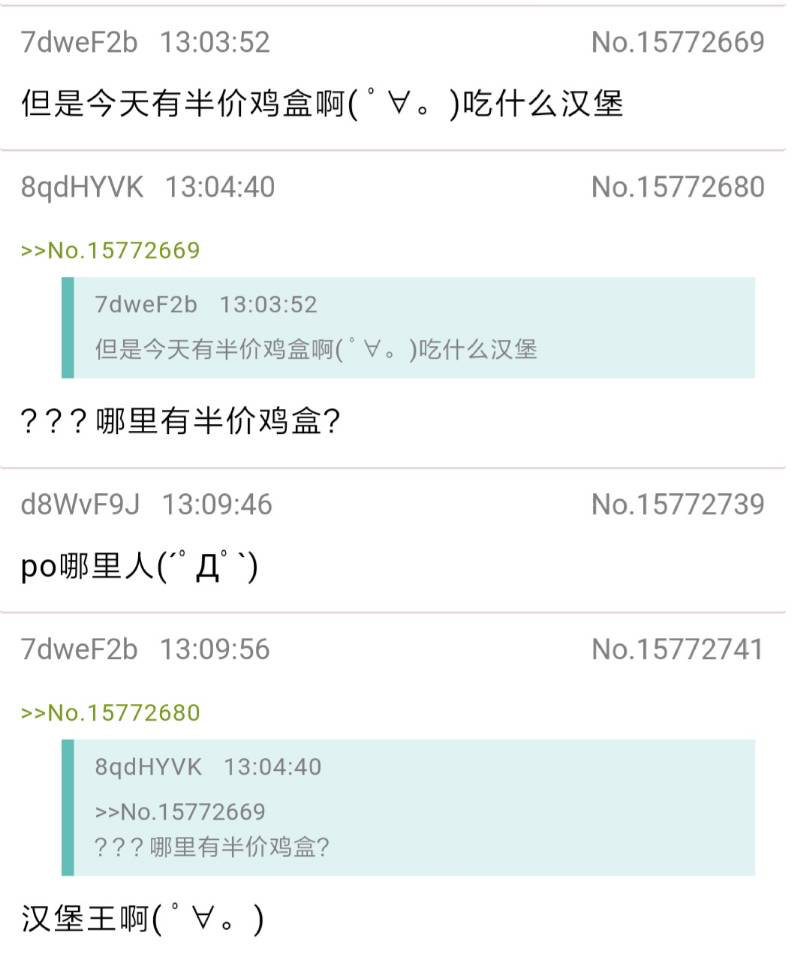 7dweF2b 13:03:52 No.15772669
但是今天有半价鸡盒啊( ﾟ∀。)吃什么汉堡
8qdHYVK 13:04:40 No.15772680
>>No.15772669
7dweF2b 13:03:52
但是今天有半价鸡盒啊( ﾟ∀。)吃什么汉堡
？？？哪里有半价鸡盒？
d8WvF9J 13:09:46 No.15772739
po哪里人(´ﾟДﾟ`)
7dweF2b 13:09:56 No.15772741
>>No.15772680
8qdHYVK 13:04:40
>>No.15772669
？？？哪里有半价鸡盒？
汉堡王啊( ﾟ∀。)